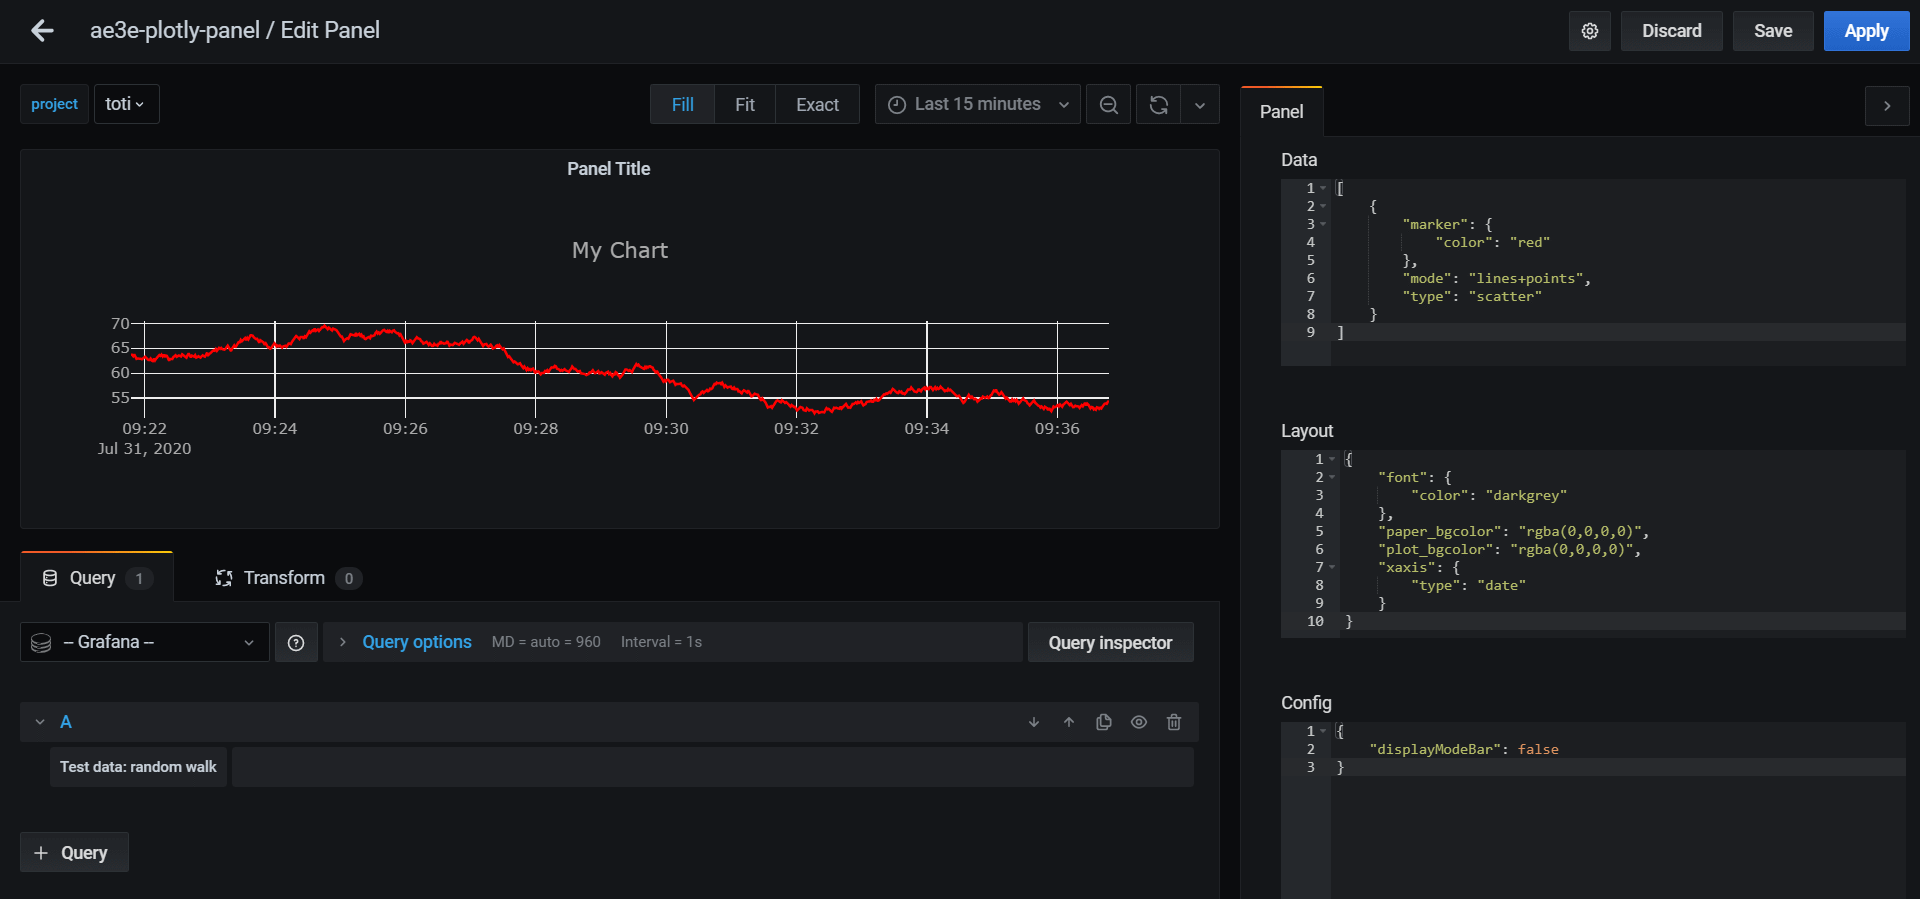 ae3e-plotly-panel / Edit Panel
Discard
Save
Apply
project
toti
Fill
Fit
Exact
Last 15 minutes
Panel Title
My Chart
70
65
60
55
09:22
09:24
09:26
09:28
09:30
09:32
09:34
09:36
Jul 31, 2020
Query 1
Transform 0
-- Grafana --
Query options
MD = auto = 960
Interval = 1s
Query inspector
A
Test data: random walk
+ Query
Panel
Data
1 [
2 {
3 "marker": {
4 "color": "red"
5 },
6 "mode": "lines+points",
7 "type": "scatter"
8 }
9 ]
Layout
1 {
2 "font": {
3 "color": "darkgrey"
4 },
5 "paper_bgcolor": "rgba(0,0,0,0)",
6 "plot_bgcolor": "rgba(0,0,0,0)",
7 "xaxis": {
8 "type": "date"
9 }
10 }
Config
1 {
2 "displayModeBar": false
3 }